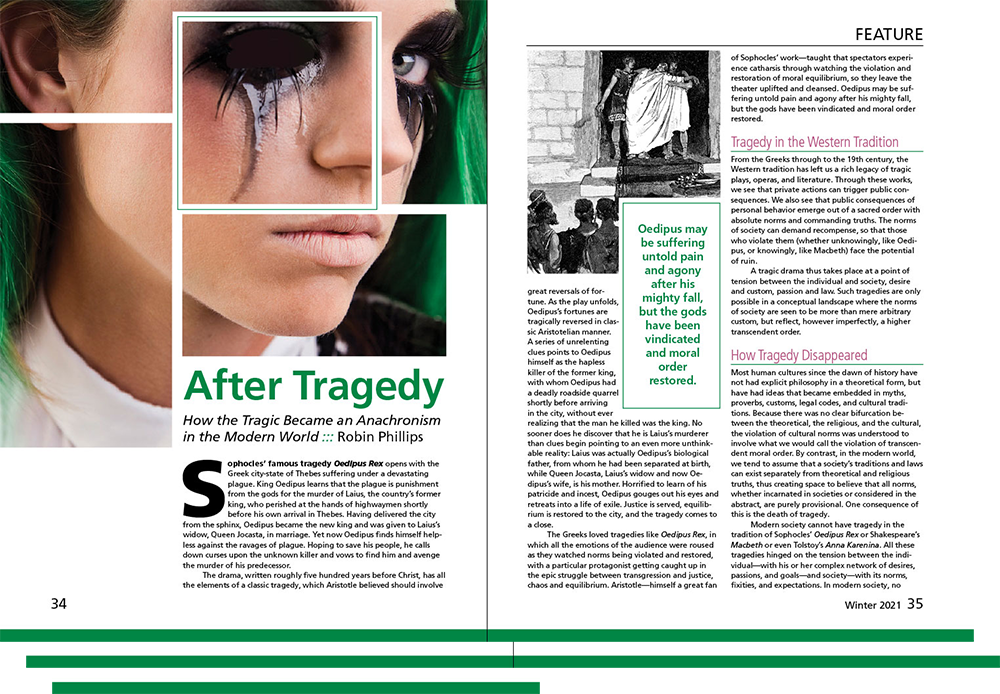 After Tragedy
How the Tragic Became an Anachronism
in the Modern World ::: Robin Phillips
Sophocles' famous tragedy Oedipus Rex opens with the
Greek city-state of Thebes suffering under a devastating
plague. King Oedipus learns that the plague is punishment
from the gods for the murder of Laius, the country's former
king, who perished at the hands of highwaymen shortly
before his own arrival in Thebes. Having delivered the city
from the sphinx, Oedipus became the new king and was given to Laius's
widow, Queen Jocasta, in marriage. Yet now Oedipus finds himself help-
less against the ravages of plague. Hoping to save his people, he calls
down curses upon the unknown killer and vows to find him and avenge
the murder of his predecessor.
The drama, written roughly five hundred years before Christ, has all
the elements of a classic tragedy, which Aristotle believed should involve
34
FEATURE
great reversals of for-
tune. As the play unfolds,
Oedipus's fortunes are
tragically reversed in clas-
sic Aristotelian manner.
A series of unrelenting
clues points to Oedipus
himself as the hapless
killer of the former king,
with whom Oedipus had
a deadly roadside quarrel
shortly before arriving
in the city, without ever
realizing that the man he killed was the king. No
sooner does he discover that he is Laius's murderer
than clues begin pointing to an even more unthink-
able reality: Laius was actually Oedipus's biological
father, from whom he had been separated at birth,
while Queen Jocasta, Laius's widow and now Oe-
dipus's wife, is his mother. Horrified to learn of his
patricide and incest, Oedipus gouges out his eyes and
retreats into a life of exile. Justice is served, equilib-
rium is restored to the city, and the tragedy comes to
a close.
The Greeks loved tragedies like Oedipus Rex, in
which all the emotions of the audience were roused
as they watched norms being violated and restored,
with a particular protagonist getting caught up in
the epic struggle between transgression and justice,
chaos and equilibrium. Aristotle—himself a great fan
Oedipus may
be suffering
untold pain
and agony
after his
mighty fall,
but the gods
have been
vindicated
and moral
order
restored.
of Sophocles' work—taught that spectators experi-
ence catharsis through watching the violation and
restoration of moral equilibrium, so they leave the
theater uplifted and cleansed. Oedipus may be suf-
fering untold pain and agony after his mighty fall,
but the gods have been vindicated and moral order
restored.
Tragedy in the Western Tradition
From the Greeks through to the 19th century, the
Western tradition has left us a rich legacy of tragic
plays, operas, and literature. Through these works,
we see that private actions can trigger public con-
sequences. We also see that public consequences of
personal behavior emerge out of a sacred order with
absolute norms and commanding truths. The norms
of society can demand recompense, so that those
who violate them (whether unknowingly, like Oedi-
pus, or knowingly, like Macbeth) face the potential
of ruin.
A tragic drama thus takes place at a point of
tension between the individual and society, desire
and custom, passion and law. Such tragedies are only
possible in a conceptual landscape where the norms
of society are seen to be more than mere arbitrary
custom, but reflect, however imperfectly, a higher
transcendent order.
How Tragedy Disappeared
Most human cultures since the dawn of history have
not had explicit philosophy in a theoretical form, but
have had ideas that became embedded in myths,
proverbs, customs, legal codes, and cultural tradi-
tions. Because there was no clear bifurcation be-
tween the theoretical, the religious, and the cultural,
the violation of cultural norms was understood to
involve what we would call the violation of transcen-
dent moral order. By contrast, in the modern world,
we tend to assume that a society's traditions and laws
can exist separately from theoretical and religious
truths, thus creating space to believe that all norms,
whether incarnated in societies or considered in the
abstract, are purely provisional. One consequence of
this is the death of tragedy.
Modern society cannot have tragedy in the
tradition of Sophocles' Oedipus Rex or Shakespeare's
Macbeth or even Tolstoy's Anna Karenina. All these
tragedies hinged on the tension between the indi-
vidual—with his or her complex network of desires,
passions, and goals—and society—with its norms,
fixities, and expectations. In modern society, no
Winter 2021 35